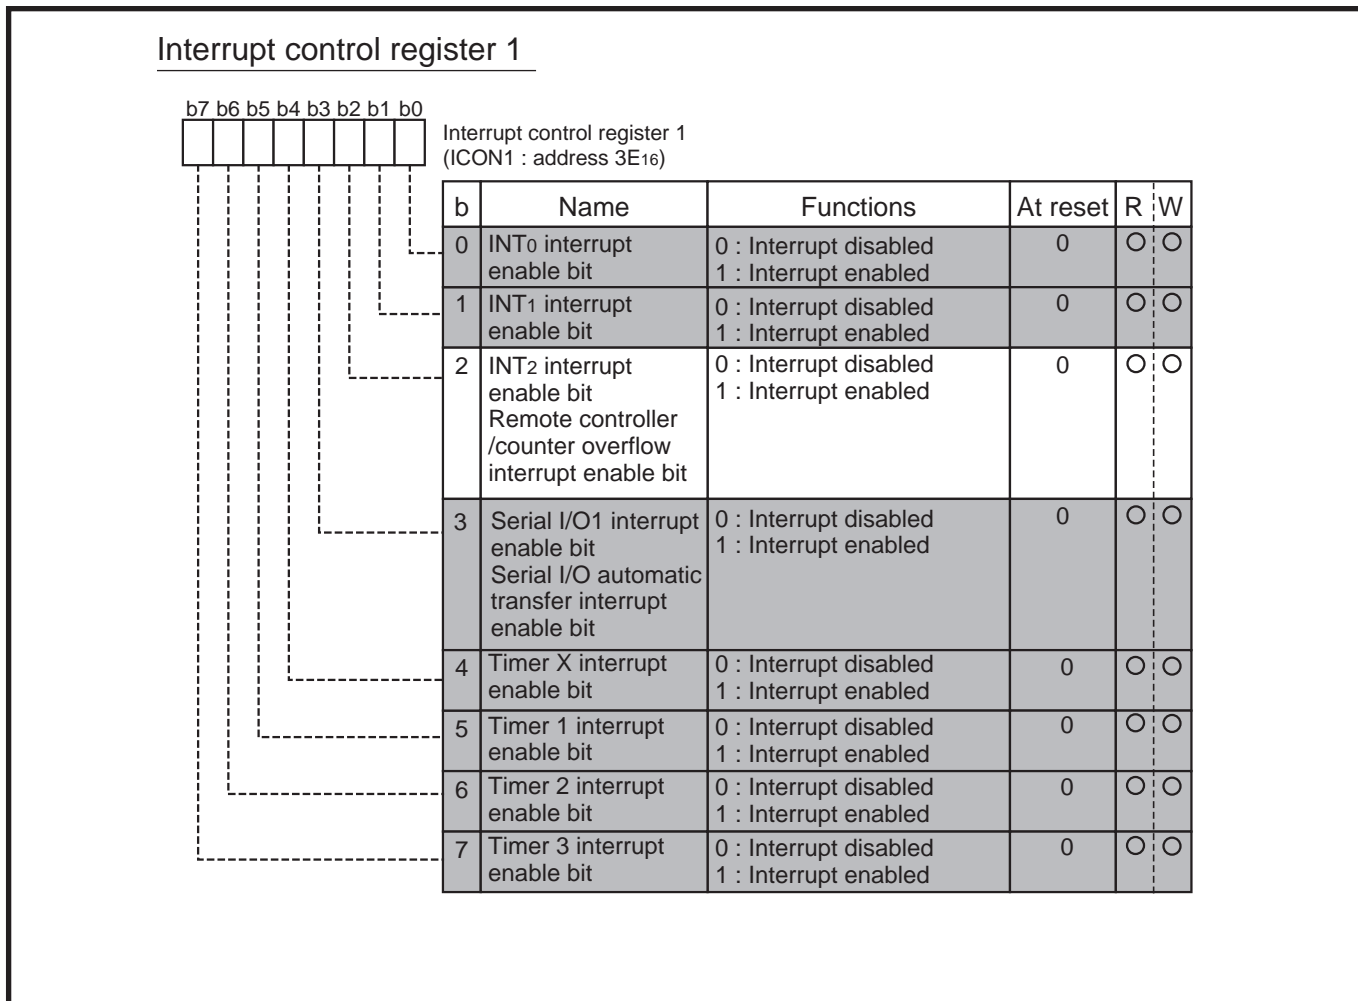 Interrupt control register 1
b7 b6 b5 b4 b3 b2 b1 b0
Interrupt control register 1
(ICON1 : address 3E16)
b Name Functions At reset R W
0 INT0 interrupt 0 : Interrupt disabled 0 O O
enable bit 1 : Interrupt enabled
1 INT1 interrupt 0 : Interrupt disabled 0 O O
enable bit 1 : Interrupt enabled
2 INT2 interrupt 0 : Interrupt disabled 0 O O
enable bit 1 : Interrupt enabled
Remote controller
/counter overflow
interrupt enable bit
3 Serial I/O1 interrupt 0 : Interrupt disabled 0 O O
enable bit 1 : Interrupt enabled
Serial I/O automatic
transfer interrupt
enable bit
4 Timer X interrupt 0 : Interrupt disabled 0 O O
enable bit 1 : Interrupt enabled
5 Timer 1 interrupt 0 : Interrupt disabled 0 O O
enable bit 1 : Interrupt enabled
6 Timer 2 interrupt 0 : Interrupt disabled 0 O O
enable bit 1 : Interrupt enabled
7 Timer 3 interrupt 0 : Interrupt disabled 0 O O
enable bit 1 : Interrupt enabled